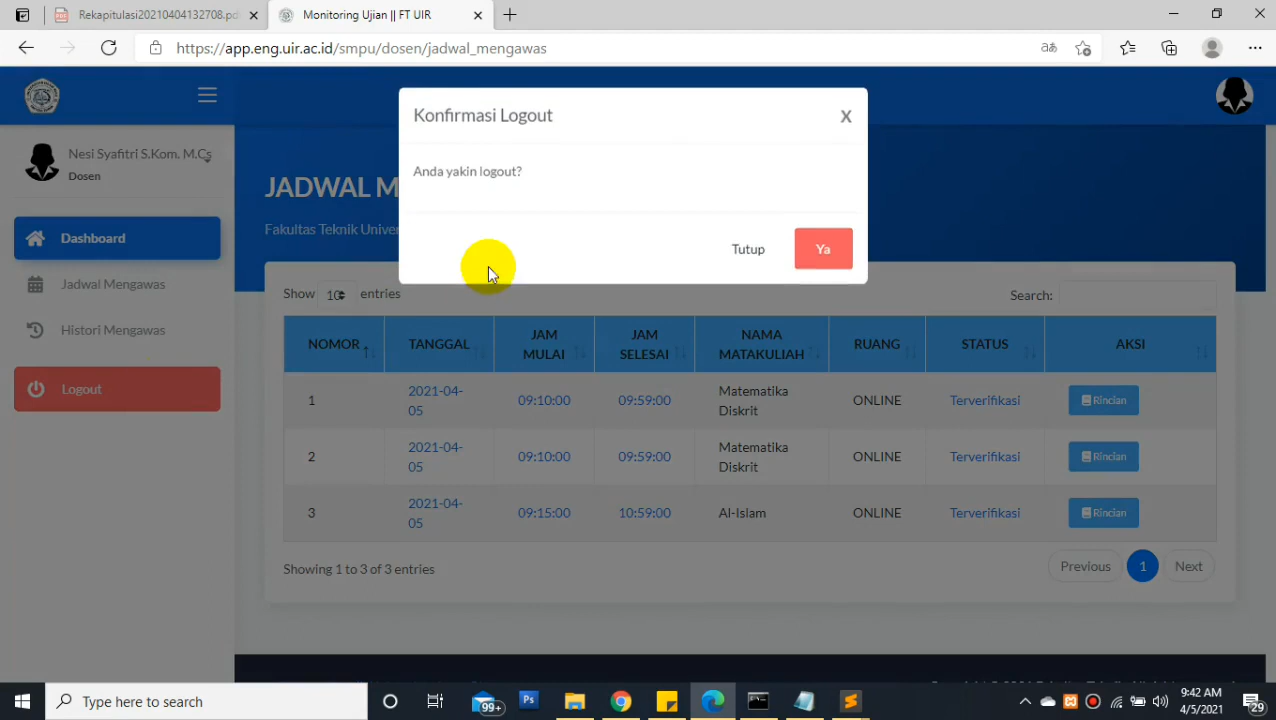 Rekapitulasi20210404132708.pd
Monitoring Ujian || FT UIR
https://app.eng.uir.ac.id/smpu/dosen/jadwal_mengawas
Konfirmasi Logout
X
Anda yakin logout?
Tutup
Ya
Nesi Syafitri S.Kom. M.Cs
Dosen
Dashboard
Jadwal Mengawas
Histori Mengawas
Logout
JADWAL M
Fakultas Teknik Univer
Show 10 entries
Search:
NOMOR TANGGAL JAM MULAI JAM SELESAI NAMA MATAKULIAH RUANG STATUS AKSI
1 2021-04-05 09:10:00 09:59:00 Matematika Diskrit ONLINE Terverifikasi Rincian
2 2021-04-05 09:10:00 09:59:00 Matematika Diskrit ONLINE Terverifikasi Rincian
3 2021-04-05 09:15:00 10:59:00 Al-Islam ONLINE Terverifikasi Rincian
Showing 1 to 3 of 3 entries
Previous 1 Next
Type here to search
99+
Ps
9:42 AM
4/5/2021
29